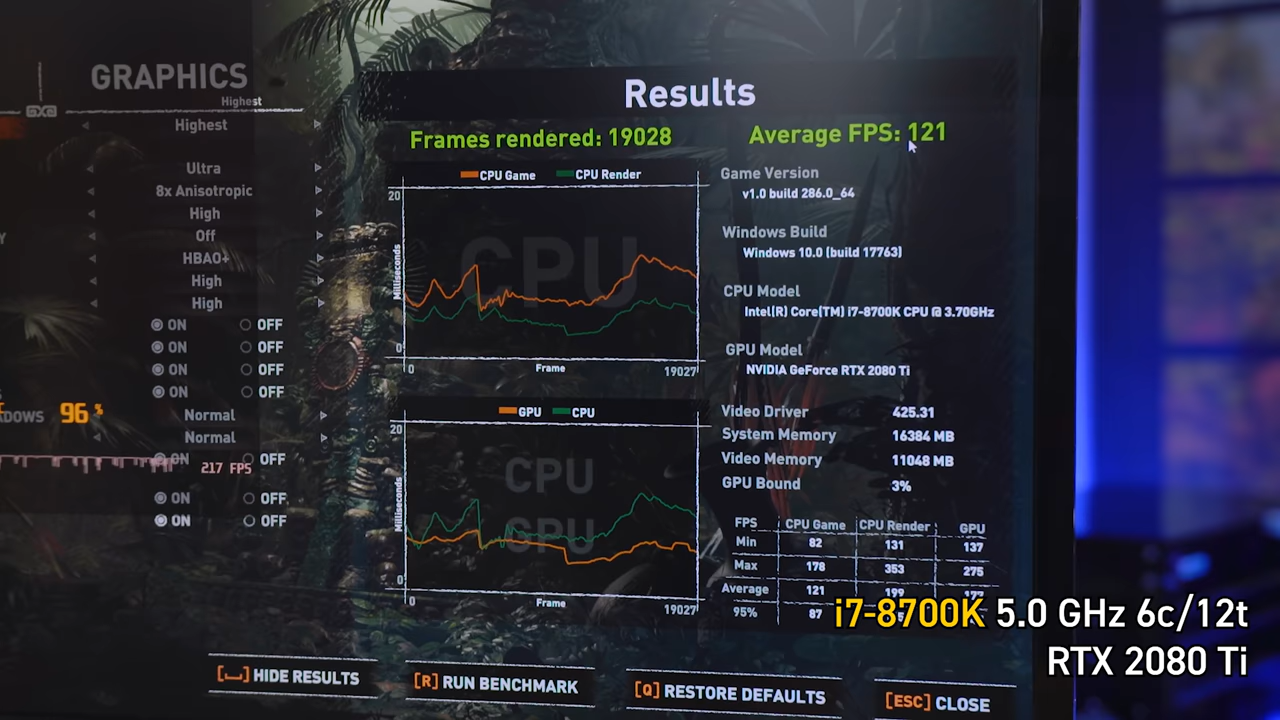 GRAPHICS
Highest
Highest
Ultra
8x Anisotropic
High
Off
HBAO+
High
High
ON OFF
ON OFF
ON OFF
ON OFF
96 %
Normal
Normal
ON OFF
217 FPS
ON OFF
ON OFF
Results
Frames rendered: 19028
Average FPS: 121
CPU Game CPU Render
20
CPU
Milliseconds
0
0 Frame 19027
GPU CPU
20
CPU
GPU
Milliseconds
0
0 Frame 19027
Game Version
v1.0 build 286.0_64
Windows Build
Windows 10.0 (build 17763)
CPU Model
Intel(R) Core(TM) i7-8700K CPU @ 3.70GHz
GPU Model
NVIDIA GeForce RTX 2080 Ti
Video Driver 425.31
System Memory 16384 MB
Video Memory 11048 MB
GPU Bound 3%
FPS CPU Game CPU Render GPU
Min 82 131 137
Max 178 353 275
Average 121 199 177
95% 87
[⎵] HIDE RESULTS
[R] RUN BENCHMARK
[Q] RESTORE DEFAULTS
[ESC] CLOSE
i7-8700K 5.0 GHz 6c/12t
RTX 2080 Ti